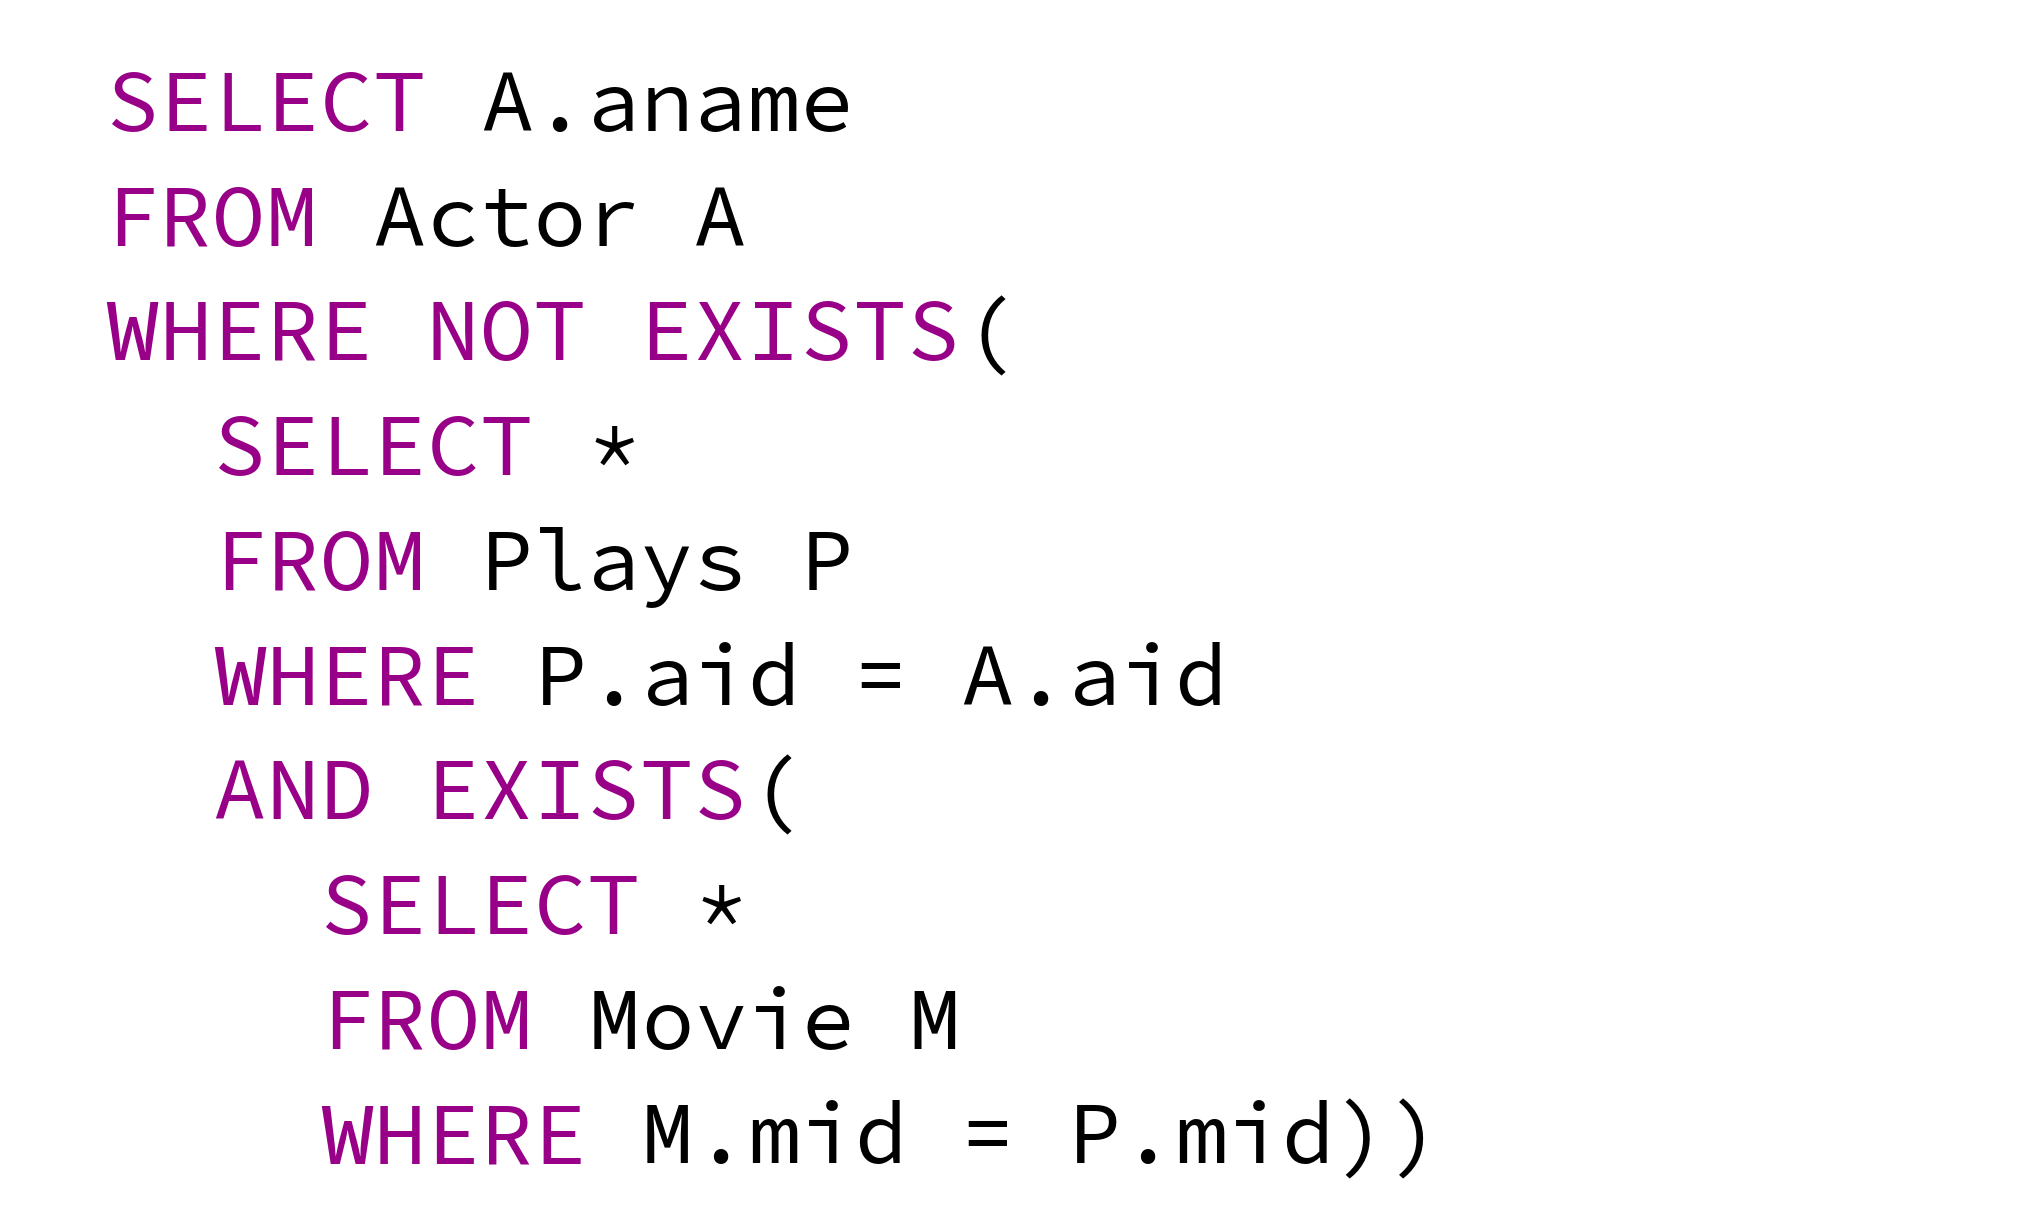 SELECT A.aname
FROM Actor A
WHERE NOT EXISTS(
  SELECT *
  FROM Plays P
  WHERE P.aid = A.aid
  AND EXISTS(
    SELECT *
    FROM Movie M
    WHERE M.mid = P.mid))